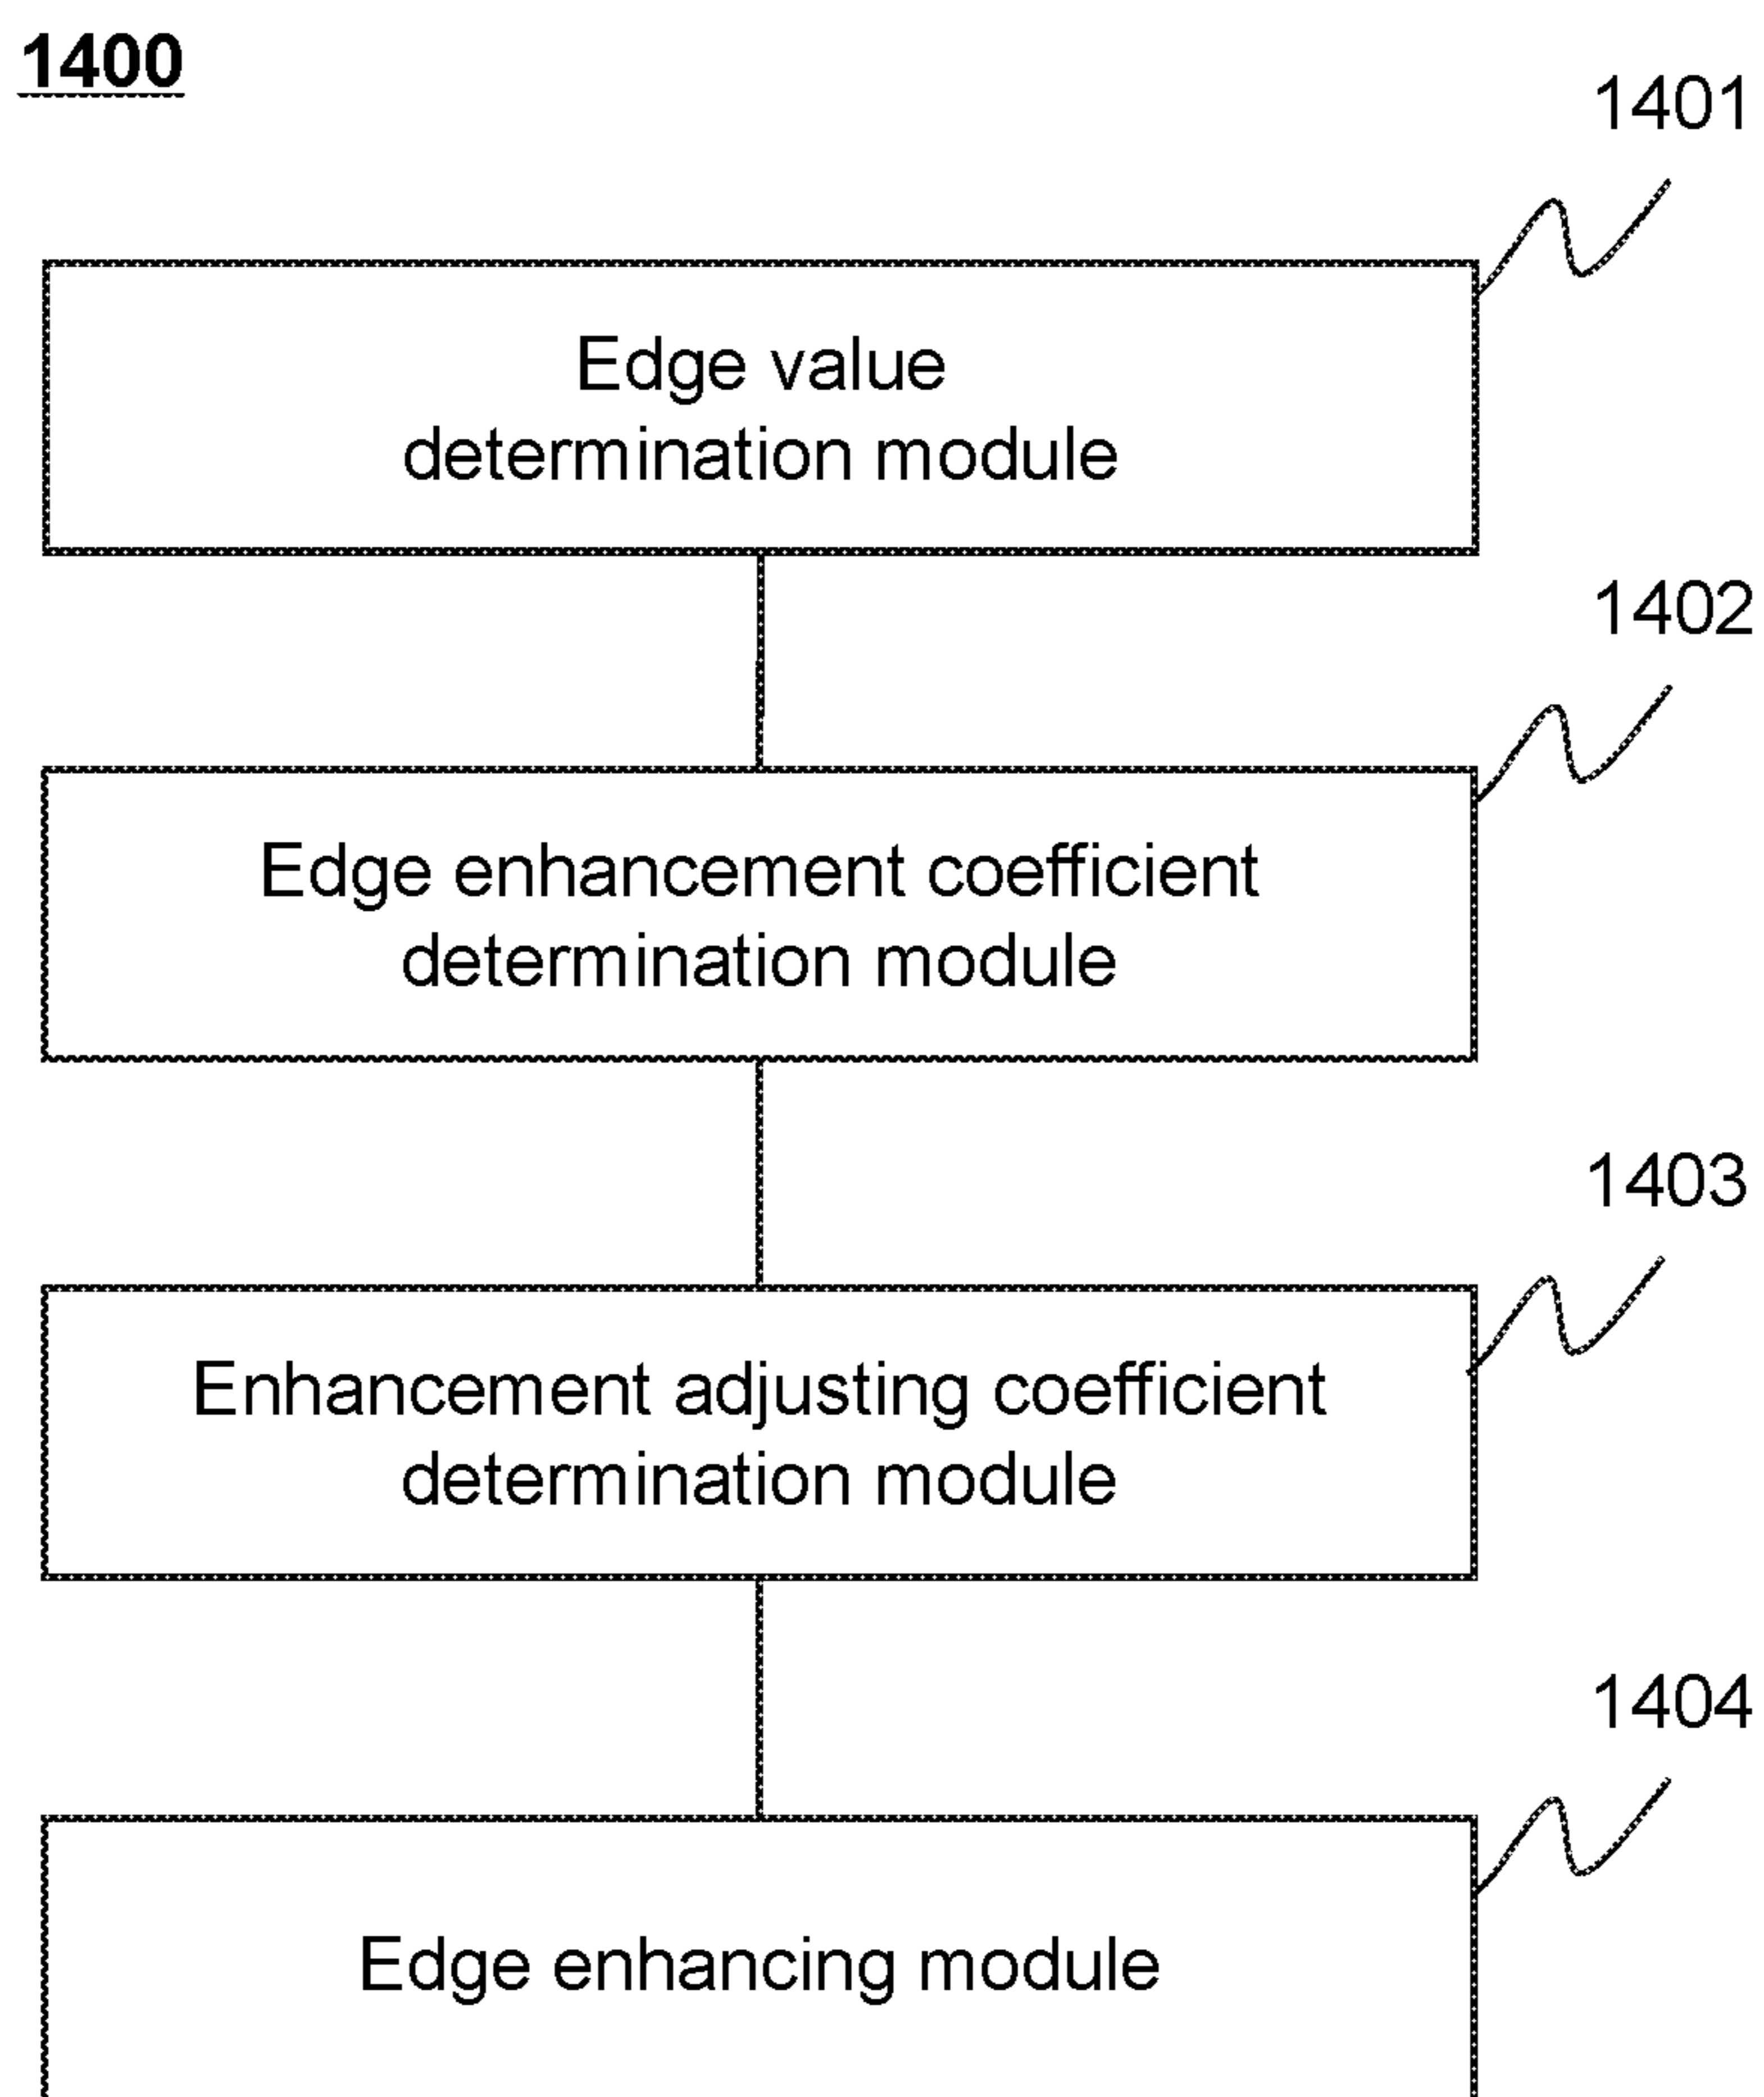 1400
1401
Edge value
determination module
1402
Edge enhancement coefficient
determination module
1403
Enhancement adjusting coefficient
determination module
1404
Edge enhancing module